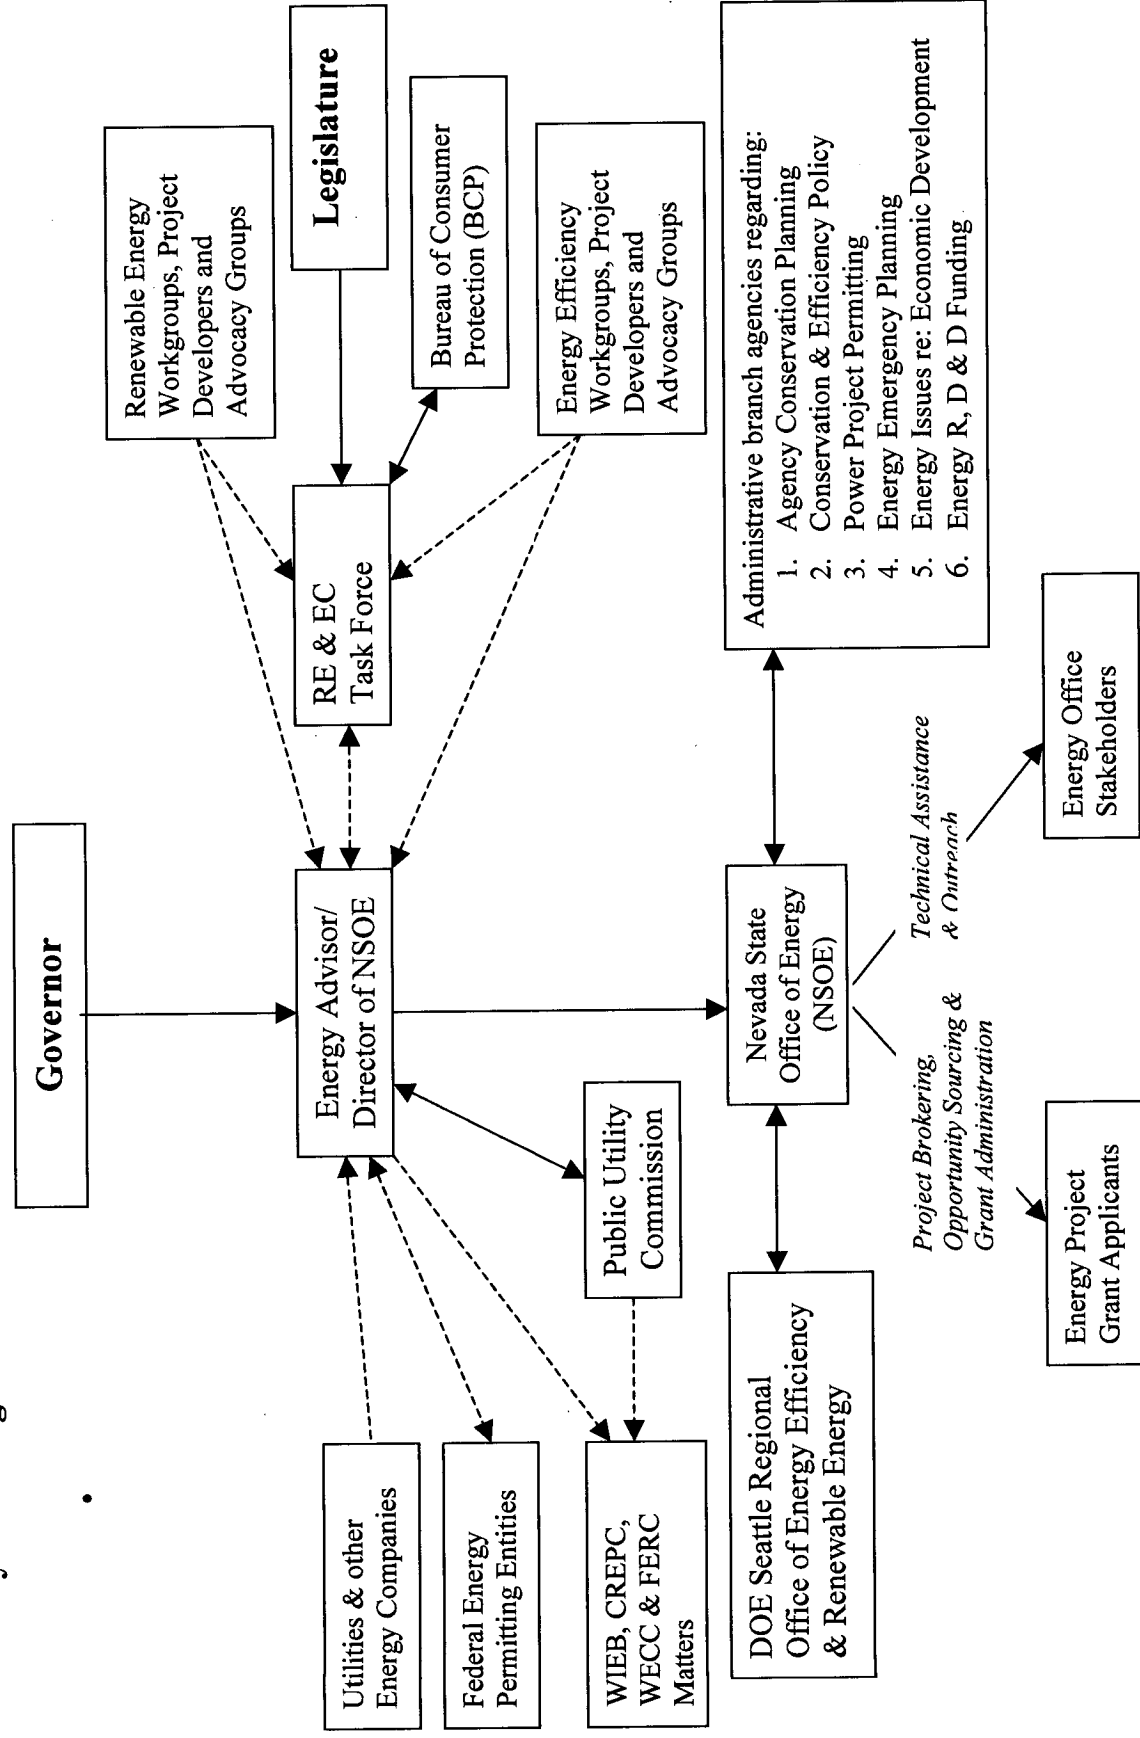 Governor
Utilities & other
Energy Companies
Federal Energy
Permitting Entities
WIEB, CREPC,
WECC & FERC
Matters
Energy Advisor/
Director of NSOE
Public Utility
Commission
RE & EC
Task Force
Renewable Energy
Workgroups, Project
Developers and
Advocacy Groups
Legislature
Bureau of Consumer
Protection (BCP)
Energy Efficiency
Workgroups, Project
Developers and
Advocacy Groups
DOE Seattle Regional
Office of Energy Efficiency
& Renewable Energy
Nevada State
Office of Energy
(NSOE)
Administrative branch agencies regarding:
1. Agency Conservation Planning
2. Conservation & Efficiency Policy
3. Power Project Permitting
4. Energy Emergency Planning
5. Energy Issues re: Economic Development
6. Energy R, D & D Funding
Project Brokering,
Opportunity Sourcing &
Grant Administration
Technical Assistance
& Outreach
Energy Project
Grant Applicants
Energy Office
Stakeholders